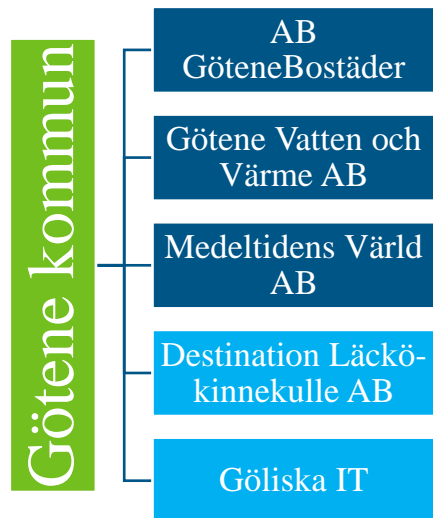 Götene kommun
AB
GöteneBostäder
Götene Vatten och
Värme AB
Medeltidens Värld
AB
Destination Läckö-
kinnekulle AB
Göliska IT